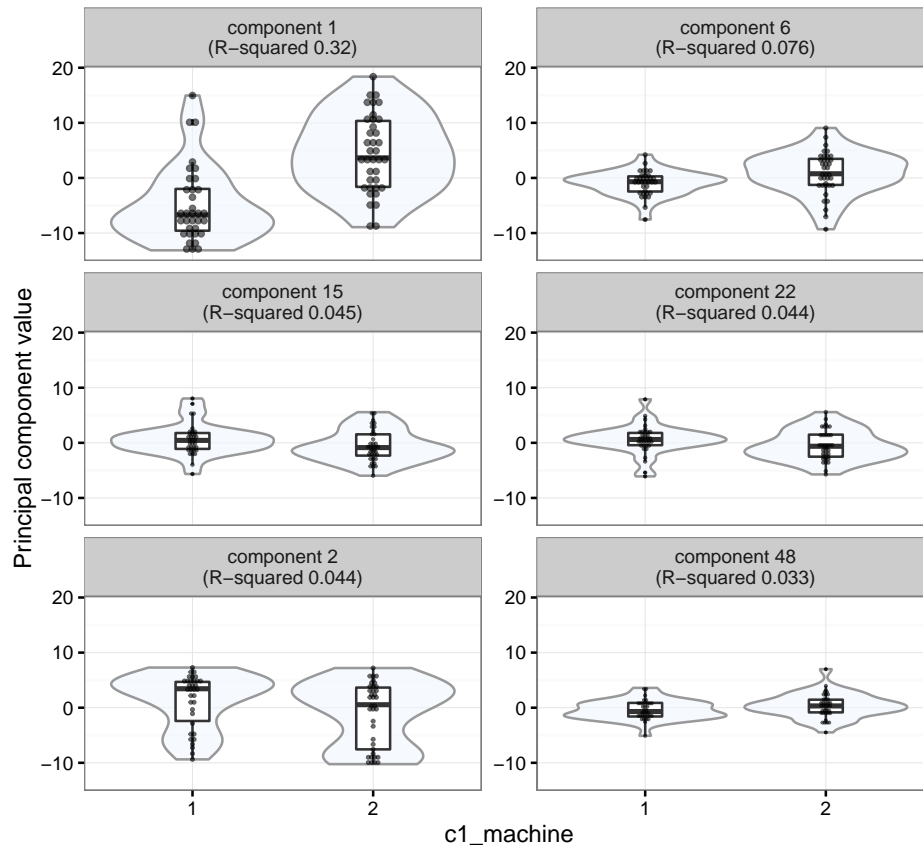 component 1
(R−squared 0.32)
component 6
(R−squared 0.076)
20
10
0
−10
20
10
0
−10
component 15
(R−squared 0.045)
component 22
(R−squared 0.044)
20
10
0
−10
20
10
0
−10
Principal component value
component 2
(R−squared 0.044)
component 48
(R−squared 0.033)
20
10
0
−10
20
10
0
−10
1
2
1
2
c1_machine